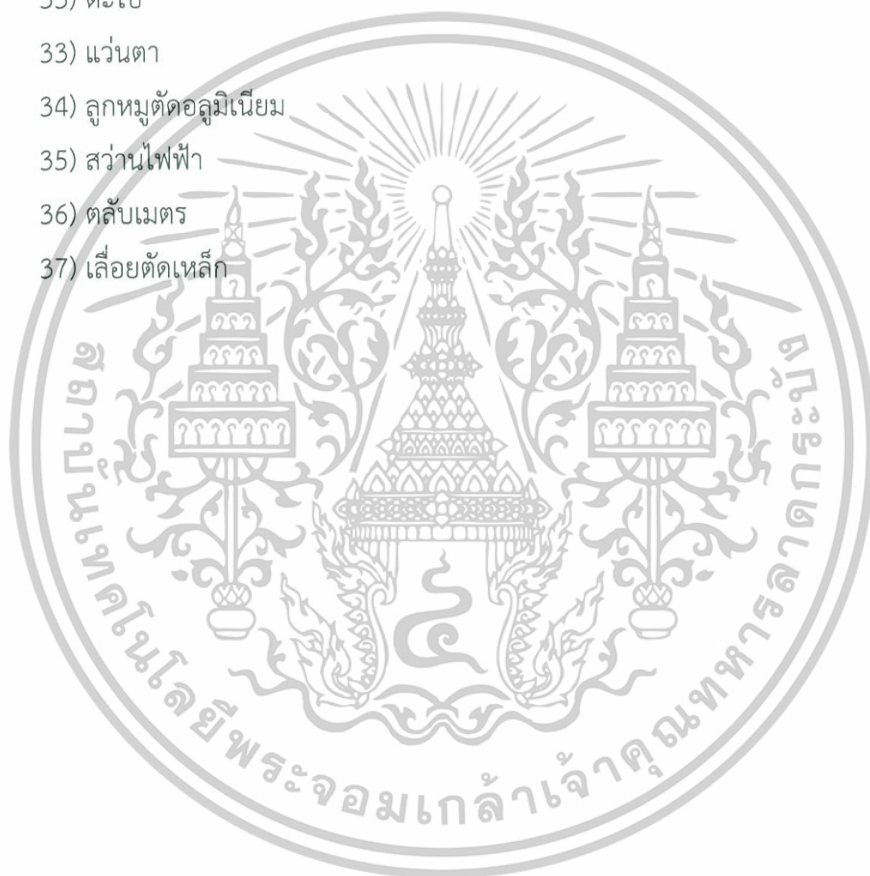 33) แว่นตา
34) ลูกหมูตัดอลูมิเนียม
35) สว่านไฟฟ้า
36) ตลับเมตร
37) เลื่อยตัดเหล็ก
สถาบันเทคโนโลยีพระจอมเกล้าเจ้าคุณทหารลาดกระบัง
๔